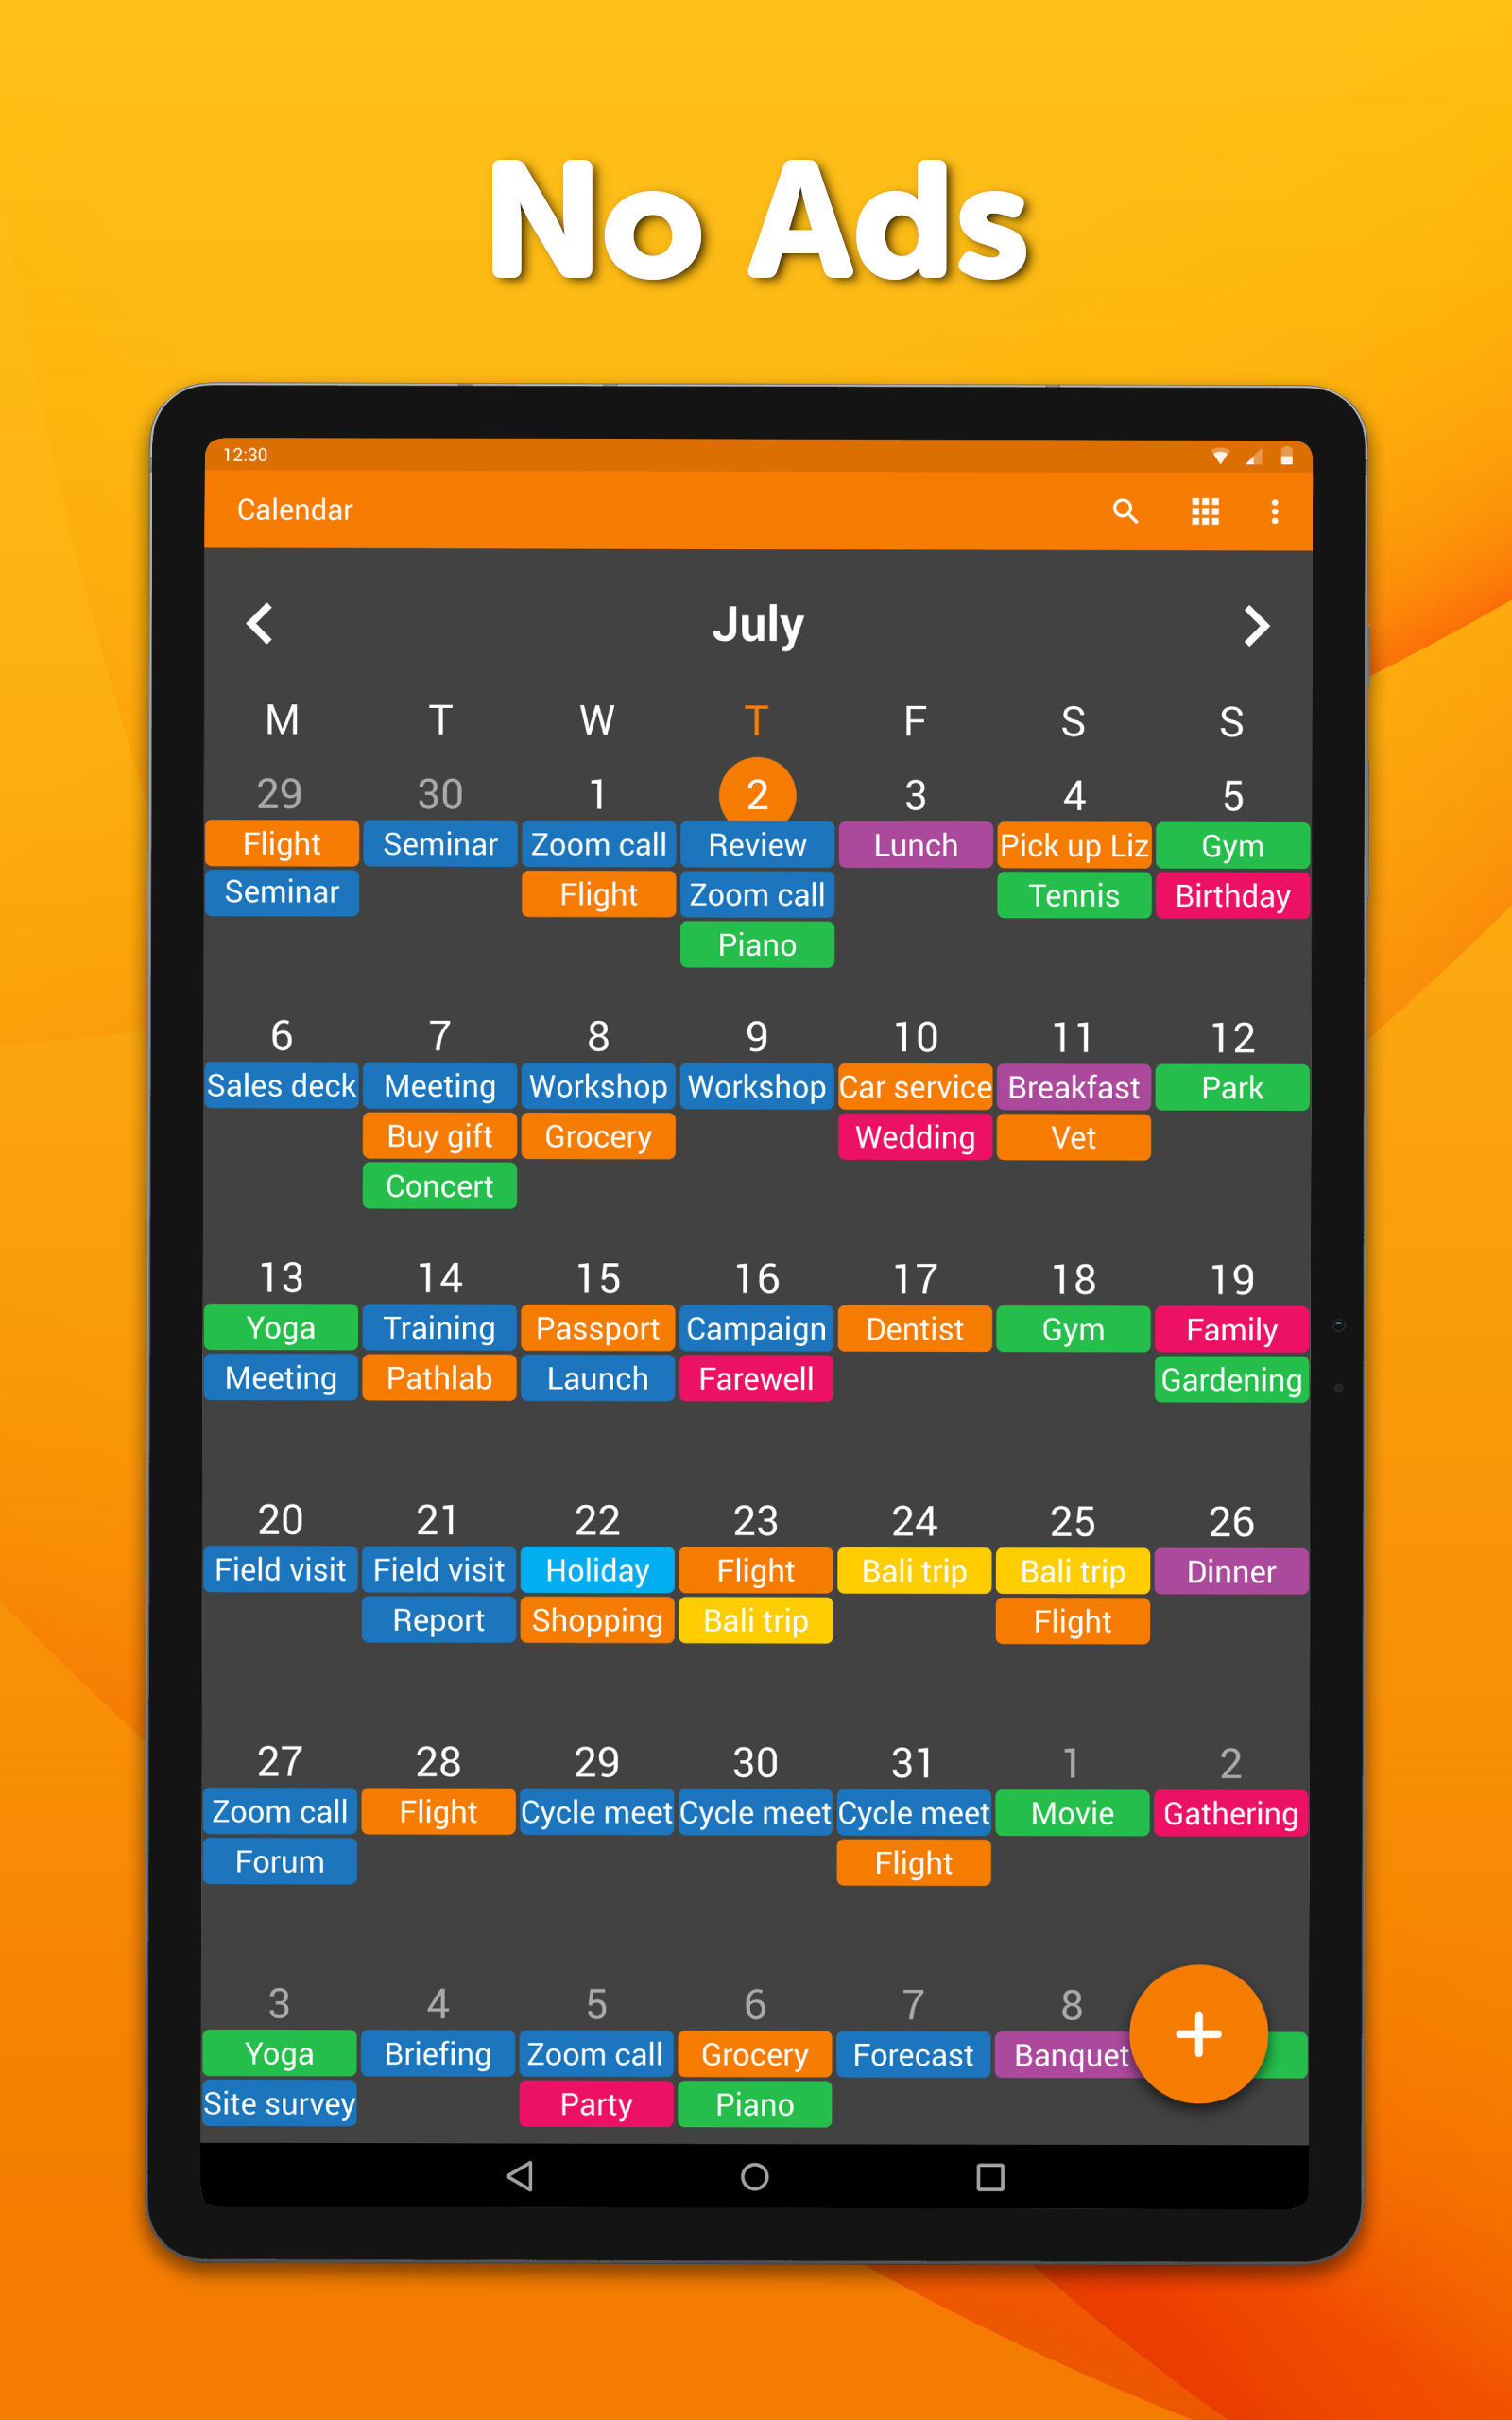 No Ads
12:30
Calendar
July
M T W T F S S
29 30 1 2 3 4 5
Flight Seminar Zoom call Review Lunch Pick up Liz Gym
Seminar Flight Zoom call Tennis Birthday
Piano
6 7 8 9 10 11 12
Sales deck Meeting Workshop Workshop Car service Breakfast Park
Buy gift Grocery Wedding Vet
Concert
13 14 15 16 17 18 19
Yoga Training Passport Campaign Dentist Gym Family
Meeting Pathlab Launch Farewell Gardening
20 21 22 23 24 25 26
Field visit Field visit Holiday Flight Bali trip Bali trip Dinner
Report Shopping Bali trip Flight
27 28 29 30 31 1 2
Zoom call Flight Cycle meet Cycle meet Cycle meet Movie Gathering
Forum Flight
3 4 5 6 7 8
Yoga Briefing Zoom call Grocery Forecast Banquet
Site survey Party Piano